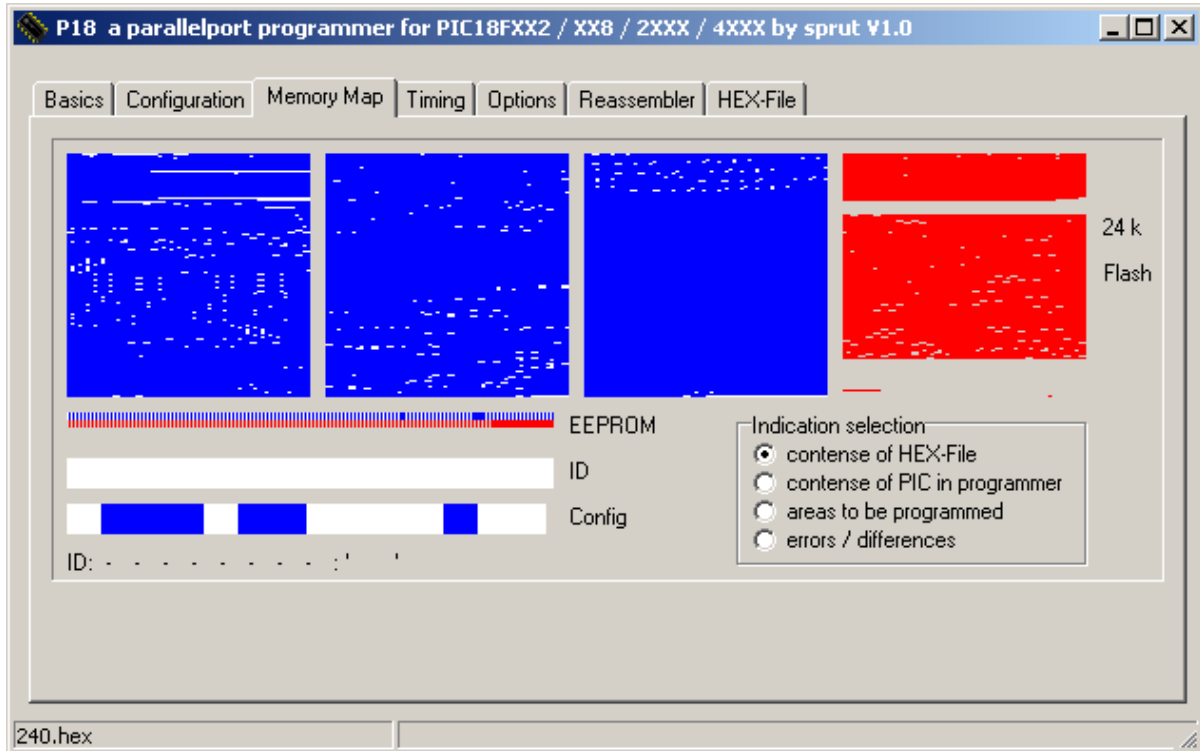 P18 a parallelport programmer for PIC18FXX2 / XX8 / 2XXX / 4XXX by sprut V1.0
Basics Configuration Memory Map Timing Options Reassembler HEX-File
24 k
Flash
EEPROM
ID
Config
ID: - - - - - - - - : ' '
Indication selection
contense of HEX-File
contense of PIC in programmer
areas to be programmed
errors / differences
240.hex